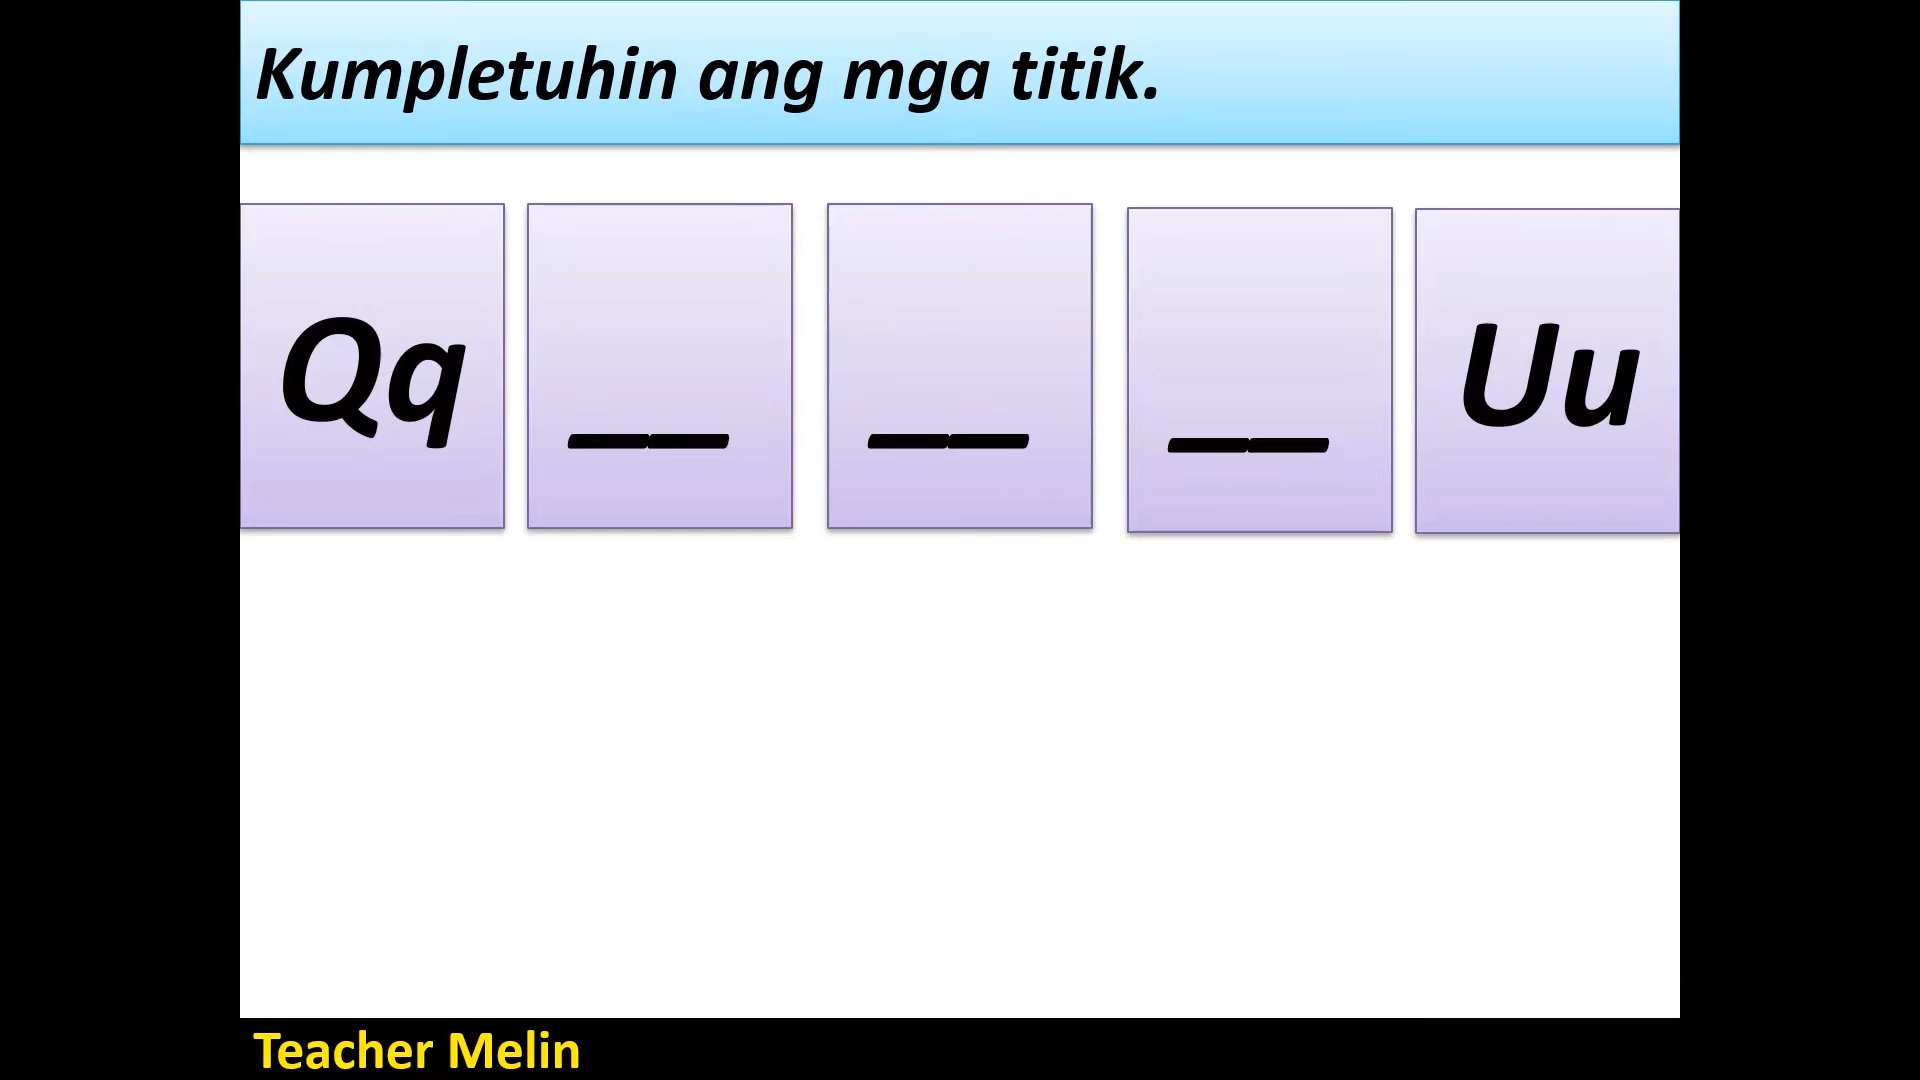 Kumpletuhin ang mga titik.
Qq __ __ __ Uu
Teacher Melin